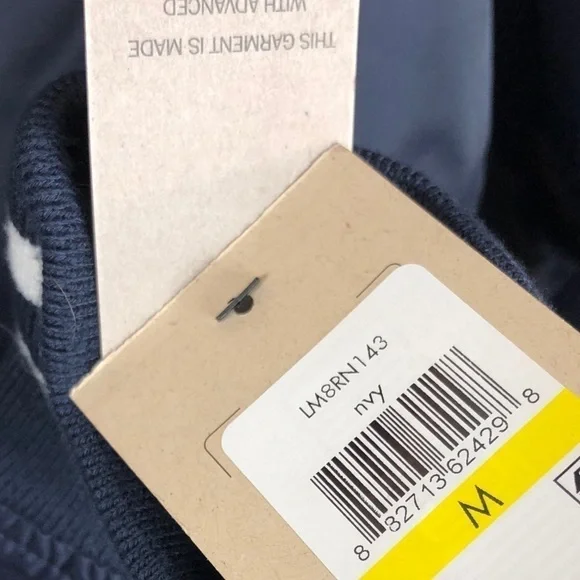 THIS GARMENT IS MADE
WITH ADVANCED
LM8RN143
nvy
8 82713 62429 8
M